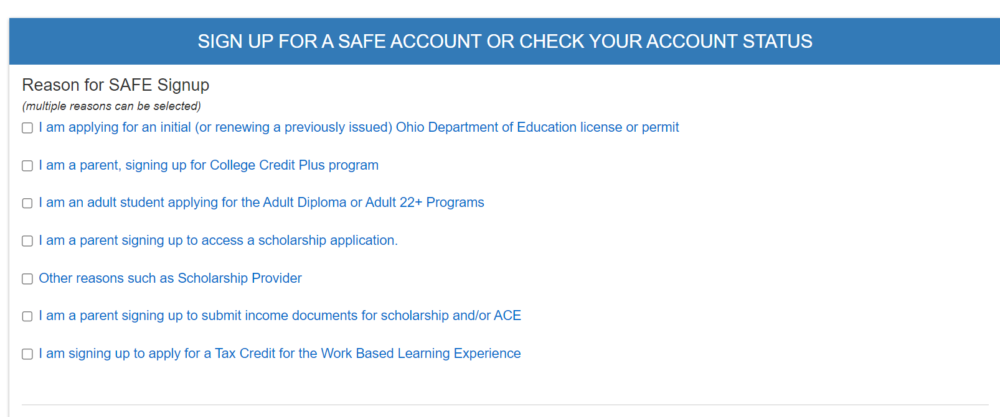 SIGN UP FOR A SAFE ACCOUNT OR CHECK YOUR ACCOUNT STATUS
Reason for SAFE Signup
(multiple reasons can be selected)
I am applying for an initial (or renewing a previously issued) Ohio Department of Education license or permit
I am a parent, signing up for College Credit Plus program
I am an adult student applying for the Adult Diploma or Adult 22+ Programs
I am a parent signing up to access a scholarship application.
Other reasons such as Scholarship Provider
I am a parent signing up to submit income documents for scholarship and/or ACE
I am signing up to apply for a Tax Credit for the Work Based Learning Experience